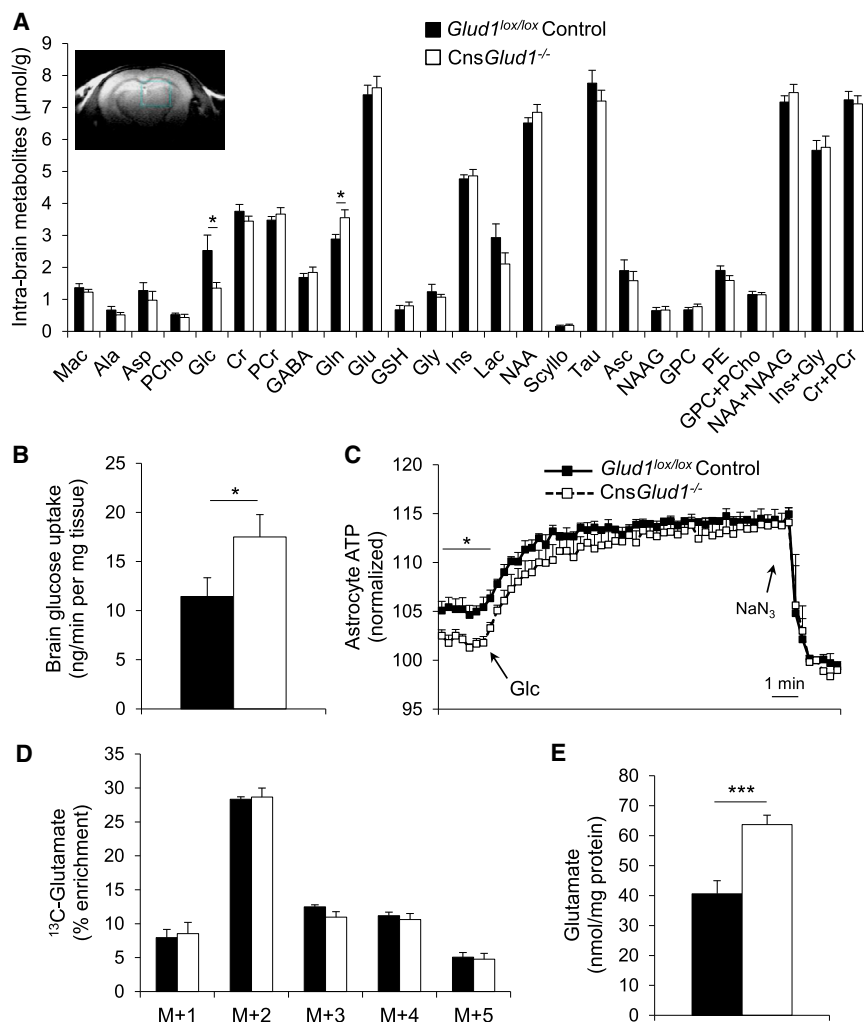 A
Glud1lox/lox Control
CnsGlud1-/-
Intra-brain metabolites (µmol/g)
9
8
7
6
5
4
3
2
1
0
*
*
Mac
Ala
Asp
PCho
Glc
Cr
PCr
GABA
Gln
Glu
GSH
Gly
Ins
Lac
NAA
Scyllo
Tau
Asc
NAAG
GPC
PE
GPC+PCho
NAA+NAAG
Ins+Gly
Cr+PCr
B
Brain glucose uptake
(ng/min per mg tissue)
25
20
15
10
5
0
*
C
Glud1lox/lox Control
CnsGlud1-/-
Astrocyte ATP
(normalized)
120
115
110
105
100
95
*
Glc
NaN3
1 min
D
13C-Glutamate
(% enrichment)
35
30
25
20
15
10
5
0
M+1
M+2
M+3
M+4
M+5
E
Glutamate
(nmol/mg protein)
80
70
60
50
40
30
20
10
0
***